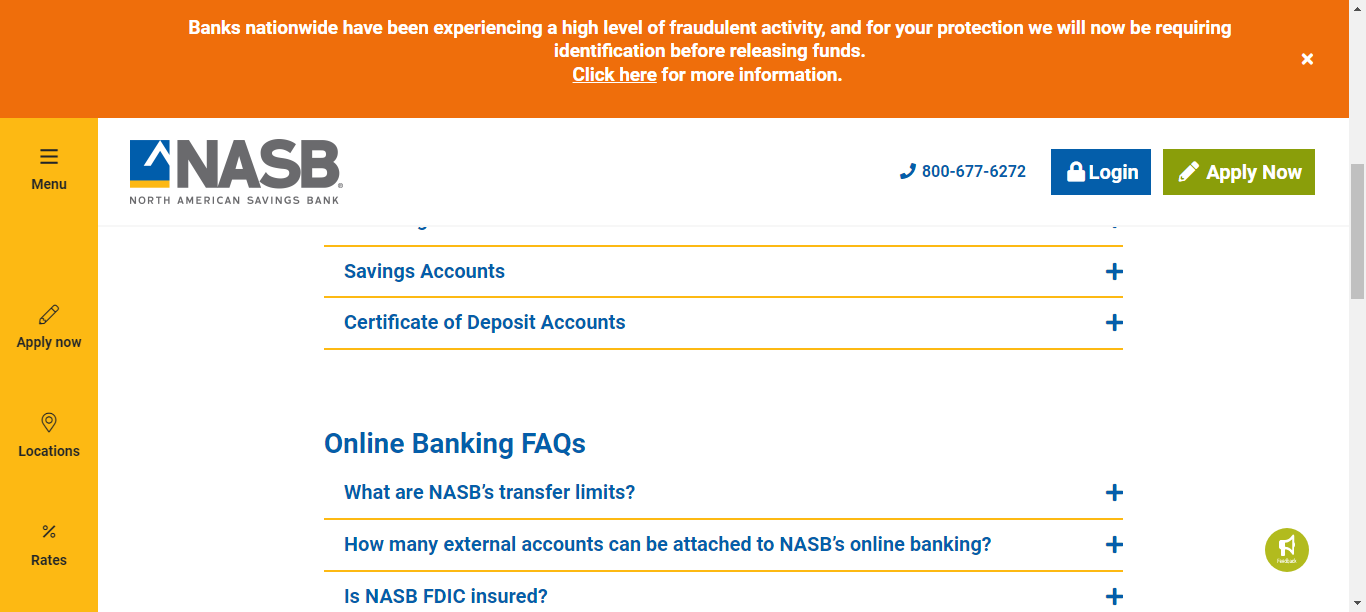 Banks nationwide have been experiencing a high level of fraudulent activity, and for your protection we will now be requiring
identification before releasing funds.
Click here for more information.
Menu
NASB
NORTH AMERICAN SAVINGS BANK
800-677-6272
Login
Apply Now
Savings Accounts
Certificate of Deposit Accounts
Apply now
Locations
Rates
Online Banking FAQs
What are NASB’s transfer limits?
How many external accounts can be attached to NASB’s online banking?
Is NASB FDIC insured?
Feedback